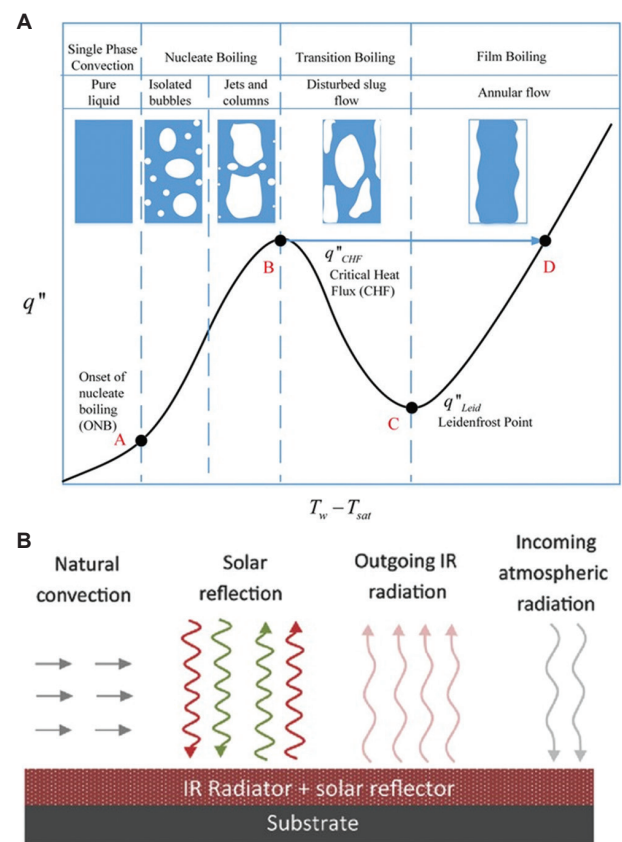 A
Single Phase
Convection
Nucleate Boiling
Transition Boiling
Film Boiling
Pure
liquid
Isolated
bubbles
Jets and
columns
Disturbed slug
flow
Annular flow
q"
B
q"CHF
Critical Heat
Flux (CHF)
D
Onset of
nucleate
boiling
(ONB)
A
C
q"Leid
Leidenfrost Point
Tw − Tsat
B
Natural
convection
Solar
reflection
Outgoing IR
radiation
Incoming
atmospheric
radiation
IR Radiator + solar reflector
Substrate